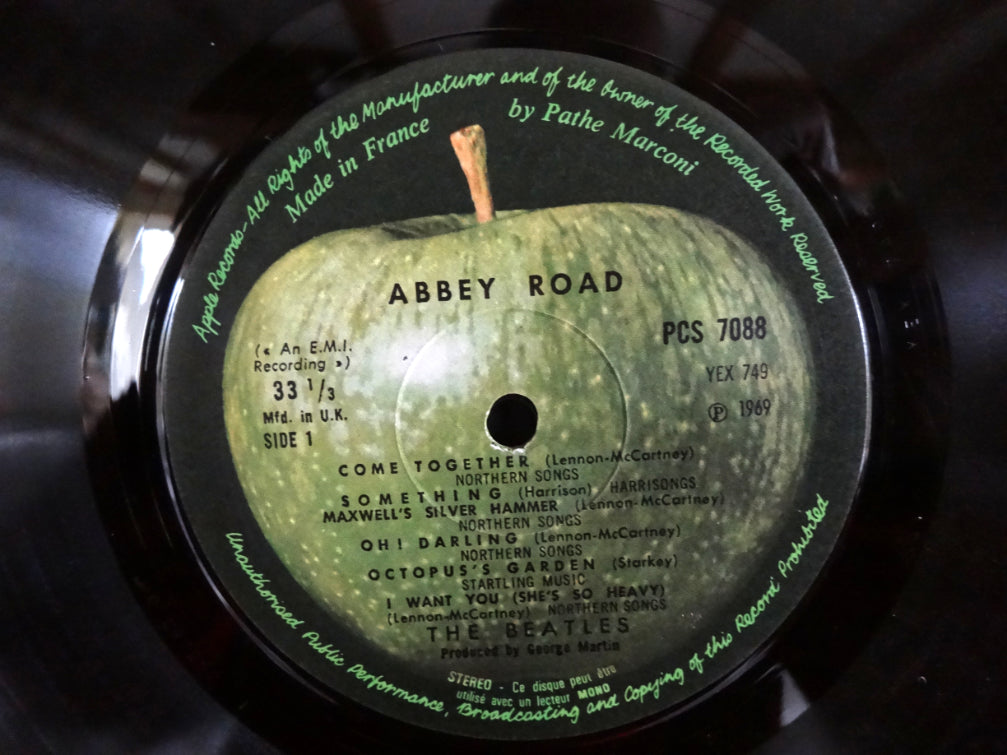 Apple Records-All Rights of the Manufacturer and of the Owner of the Recorded Work Reserved
Made in France by Pathe Marconi
ABBEY ROAD
(« An E.M.I.
Recording »)
33 1/3
Mfd. in U.K.
SIDE 1
PCS 7088
YEX 749
Ⓟ 1969
COME TOGETHER (Lennon-McCartney)
NORTHERN SONGS
SOMETHING (Harrison) HARRISONGS
MAXWELL'S SILVER HAMMER (Lennon-McCartney)
NORTHERN SONGS
OH! DARLING (Lennon-McCartney)
NORTHERN SONGS
OCTOPUS'S GARDEN (Starkey)
STARTLING MUSIC
I WANT YOU (SHE'S SO HEAVY)
(Lennon-McCartney) NORTHERN SONGS
THE BEATLES
Produced by George Martin
STEREO - Ce disque peut être
utilisé avec un lecteur MONO
Unauthorised Public Performance, Broadcasting and Copying of this Record Prohibited